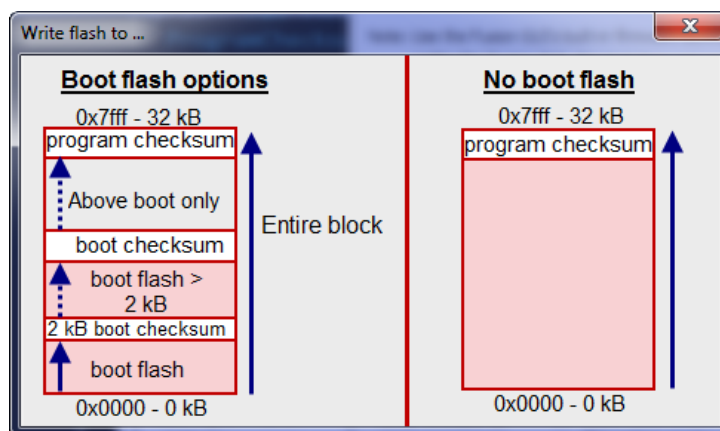 Write flash to ...
Boot flash options
0x7fff - 32 kB
program checksum
Above boot only
boot checksum
boot flash >
2 kB
2 kB boot checksum
boot flash
0x0000 - 0 kB
Entire block
No boot flash
0x7fff - 32 kB
program checksum
0x0000 - 0 kB